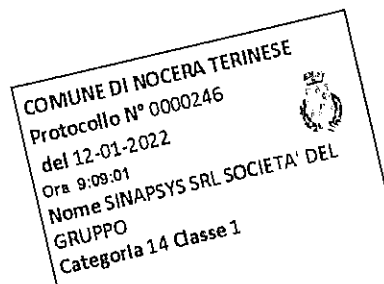 COMUNE DI NOCERA TERINESE
Protocollo N° 0000246
del 12-01-2022
Ora 9:09:01
Nome SINAPSYS SRL SOCIETA' DEL
GRUPPO
Categoria 14 Classe 1